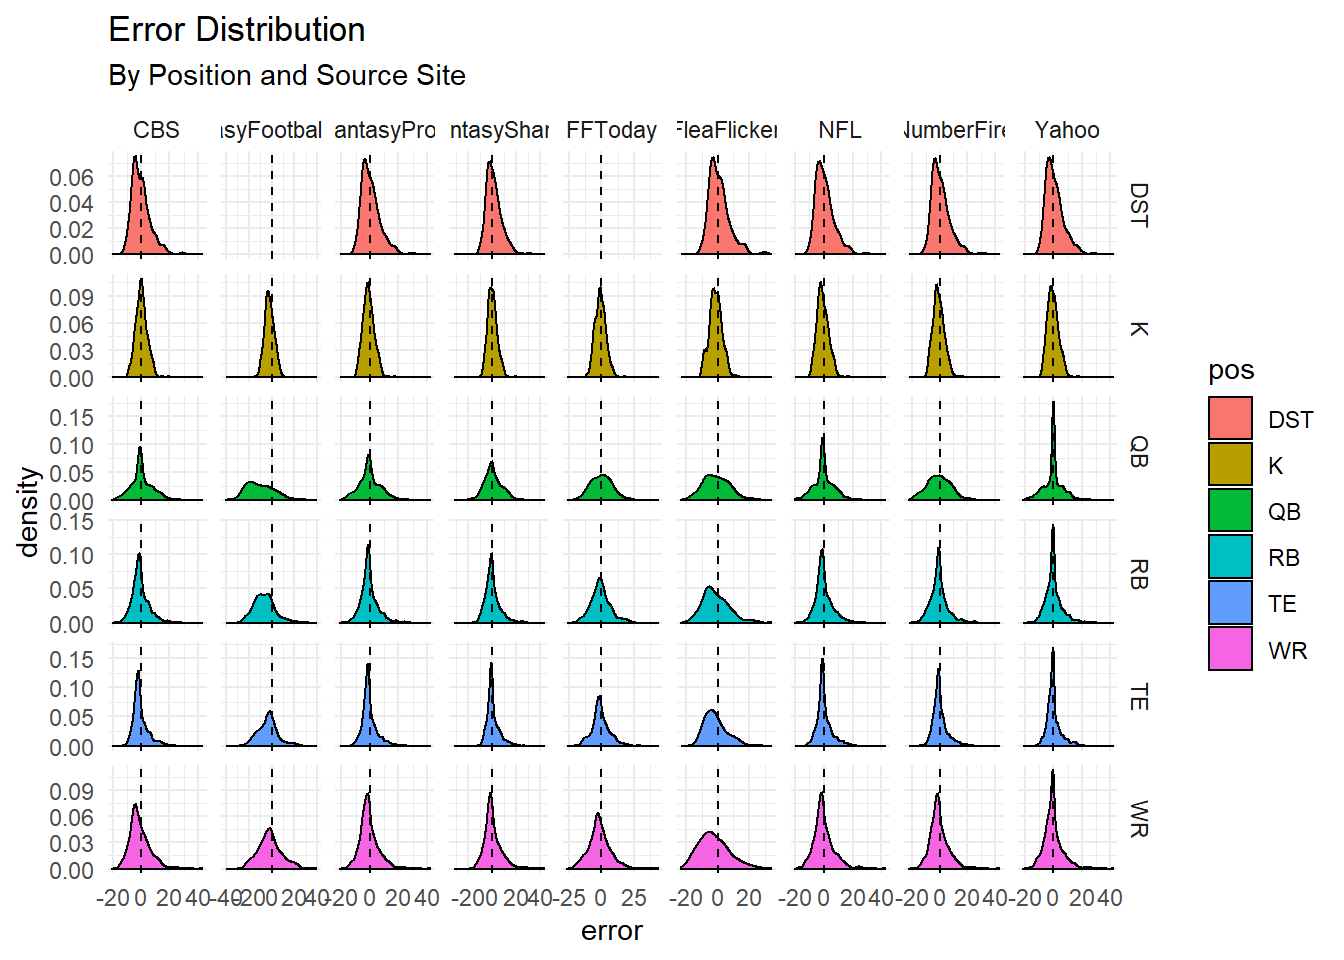 Error Distribution
By Position and Source Site
CBS asyFootbal antasyPro ntasyShar FFToday FleaFlicker NFL NumberFire Yahoo
0.06
0.04
0.02
0.00
DST
0.09
0.06
0.03
0.00
K
0.15
0.10
0.05
0.00
QB
0.15
0.10
0.05
0.00
RB
0.15
0.10
0.05
0.00
TE
0.09
0.06
0.03
0.00
WR
density
-20 0 20 40 -40 -20 0 20 40 -20 0 20 40 -20 0 20 40 -25 0 25 -20 0 20 -20 0 20 40 -20 0 20 40 -20 0 20 40
error
pos
DST
K
QB
RB
TE
WR